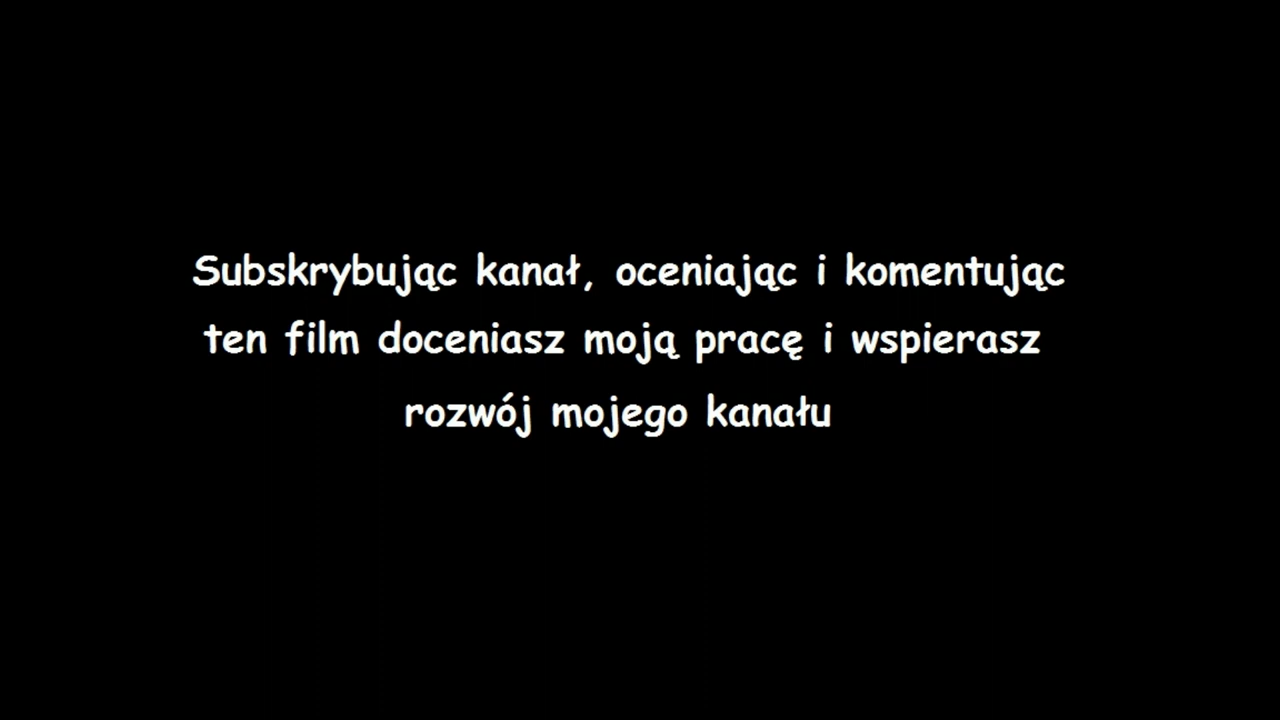 Subskrybując kanał, oceniając i komentując
ten film doceniasz moją pracę i wspierasz
rozwój mojego kanału